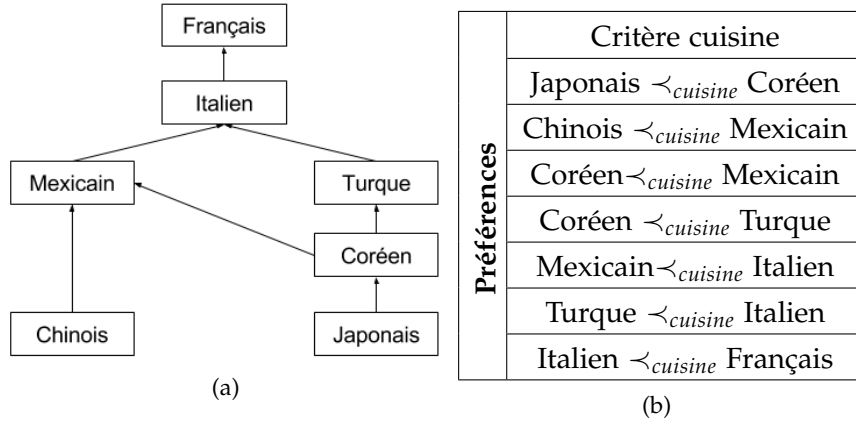 Français
Italien
Mexicain
Turque
Coréen
Chinois
Japonais
(a)
Préférences
Critère cuisine
Japonais ≺cuisine Coréen
Chinois ≺cuisine Mexicain
Coréen≺cuisine Mexicain
Coréen ≺cuisine Turque
Mexicain≺cuisine Italien
Turque ≺cuisine Italien
Italien ≺cuisine Français
(b)